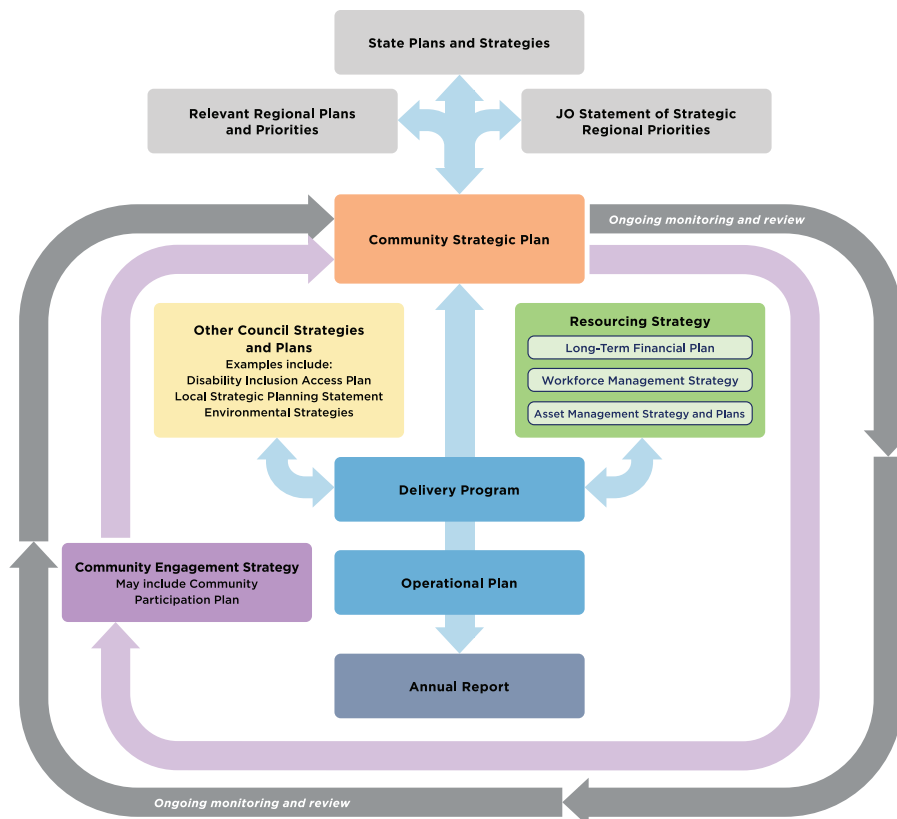 State Plans and Strategies
Relevant Regional Plans
and Priorities
JO Statement of Strategic
Regional Priorities
Community Strategic Plan
Ongoing monitoring and review
Other Council Strategies
and Plans
Examples include:
Disability Inclusion Access Plan
Local Strategic Planning Statement
Environmental Strategies
Resourcing Strategy
Long-Term Financial Plan
Workforce Management Strategy
Asset Management Strategy and Plans
Delivery Program
Community Engagement Strategy
May include Community
Participation Plan
Operational Plan
Annual Report
Ongoing monitoring and review